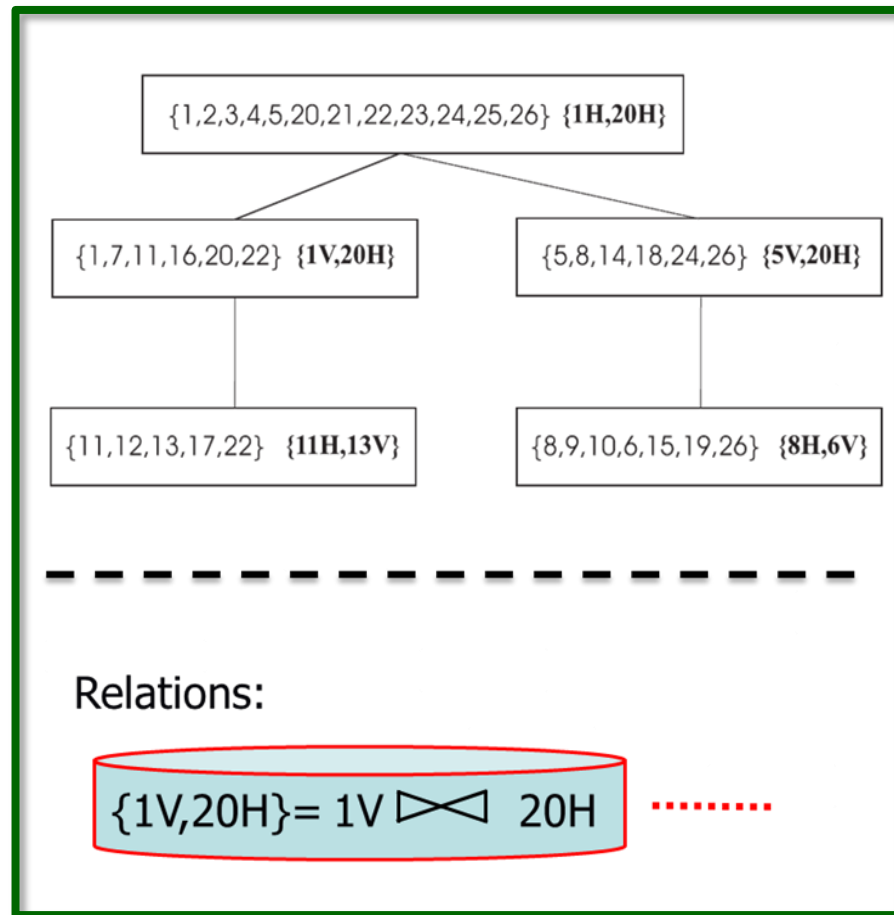 {1,2,3,4,5,20,21,22,23,24,25,26} {1H,20H}
{1,7,11,16,20,22} {1V,20H}
{5,8,14,18,24,26} {5V,20H}
{11,12,13,17,22} {11H,13V}
{8,9,10,6,15,19,26} {8H,6V}
Relations:
{1V,20H}= 1V ⋈ 20H ........